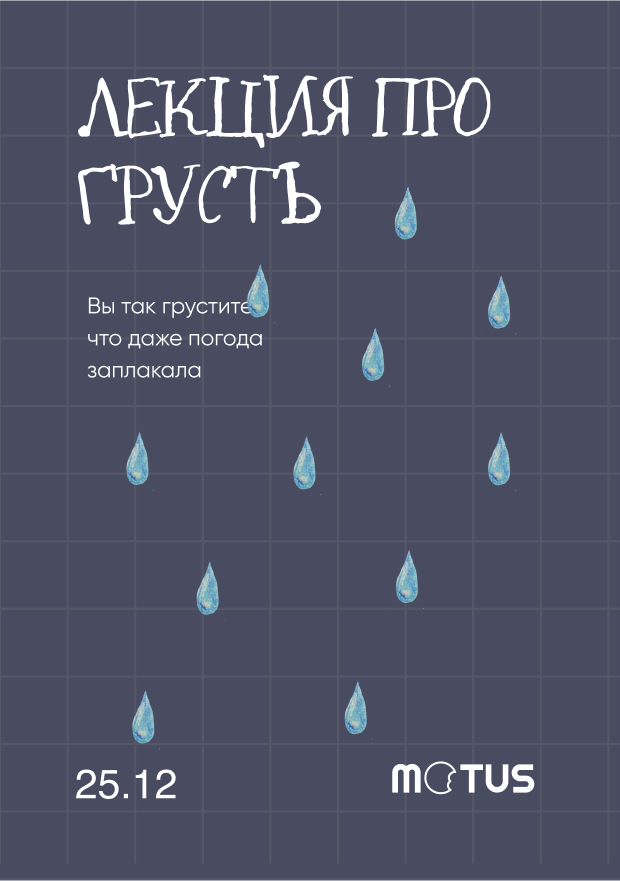 ЛЕКЦИЯ ПРО
ГРУСТЬ
Вы так грустите
что даже погода
заплакала
25.12
MOTUS